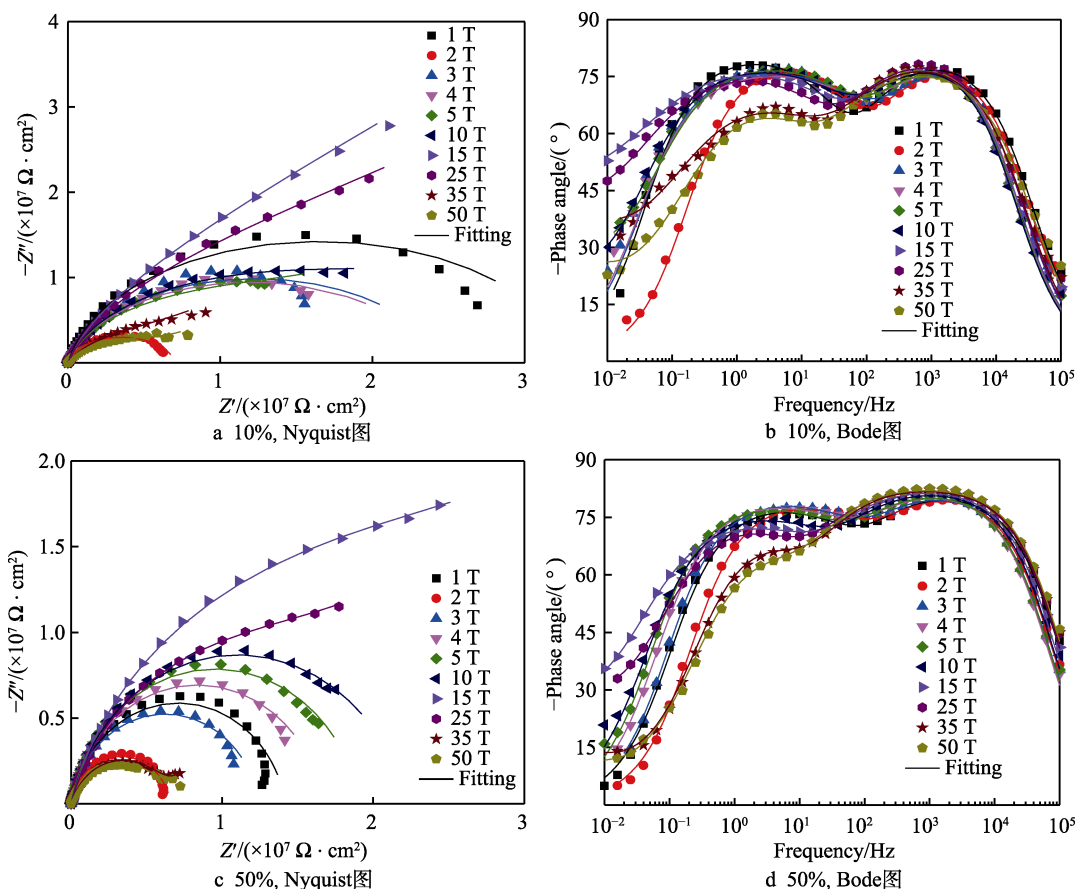 4
3
2
1
0
0
1
2
3
−Z″/(×10⁷ Ω · cm²)
Z′/(×10⁷ Ω · cm²)
1 T
2 T
3 T
4 T
5 T
10 T
15 T
25 T
35 T
50 T
Fitting
a 10%, Nyquist图
90
75
60
45
30
15
10⁻²
10⁻¹
10⁰
10¹
10²
10³
10⁴
10⁵
−Phase angle/(°)
Frequency/Hz
1 T
2 T
3 T
4 T
5 T
10 T
15 T
25 T
35 T
50 T
Fitting
b 10%, Bode图
2.0
1.5
1.0
0.5
0
0
1
2
3
−Z″/(×10⁷ Ω · cm²)
Z′/(×10⁷ Ω · cm²)
1 T
2 T
3 T
4 T
5 T
10 T
15 T
25 T
35 T
50 T
Fitting
c 50%, Nyquist图
90
75
60
45
30
15
10⁻²
10⁻¹
10⁰
10¹
10²
10³
10⁴
10⁵
−Phase angle/(°)
Frequency/Hz
1 T
2 T
3 T
4 T
5 T
10 T
15 T
25 T
35 T
50 T
Fitting
d 50%, Bode图